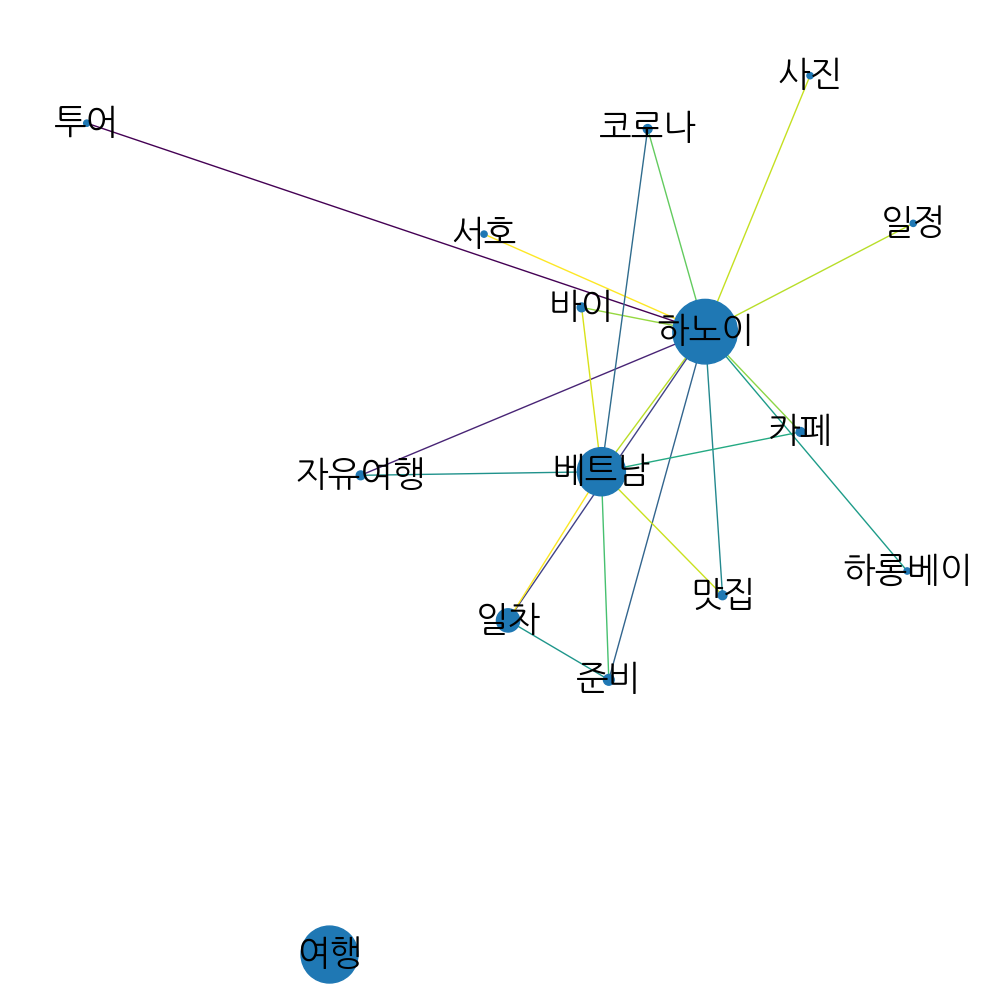 사진
투어
코로나
일정
서호
바이
하노이
카페
베트남
자유여행
하롱베이
맛집
일차
준비
여행